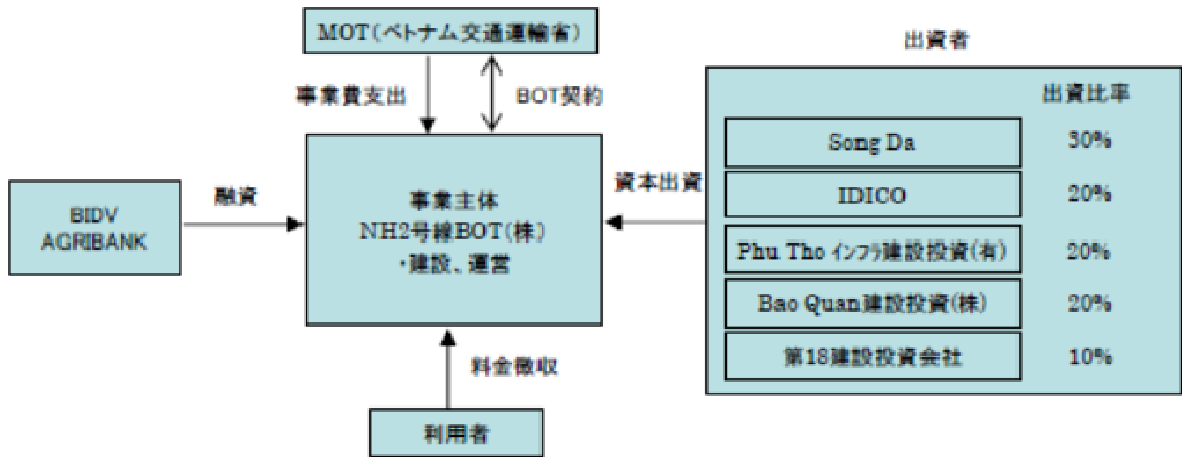 MOT(ベトナム交通運輸省)
出資者
事業費支出
BOT契約
出資比率
Song Da 30%
IDICO 20%
Phu Tho インフラ建設投資(有) 20%
Bao Quan建設投資(株) 20%
第18建設投資会社 10%
資本出資
事業主体
NH2号線BOT(株)
・建設、運営
融資
BIDV
AGRIBANK
料金徴収
利用者